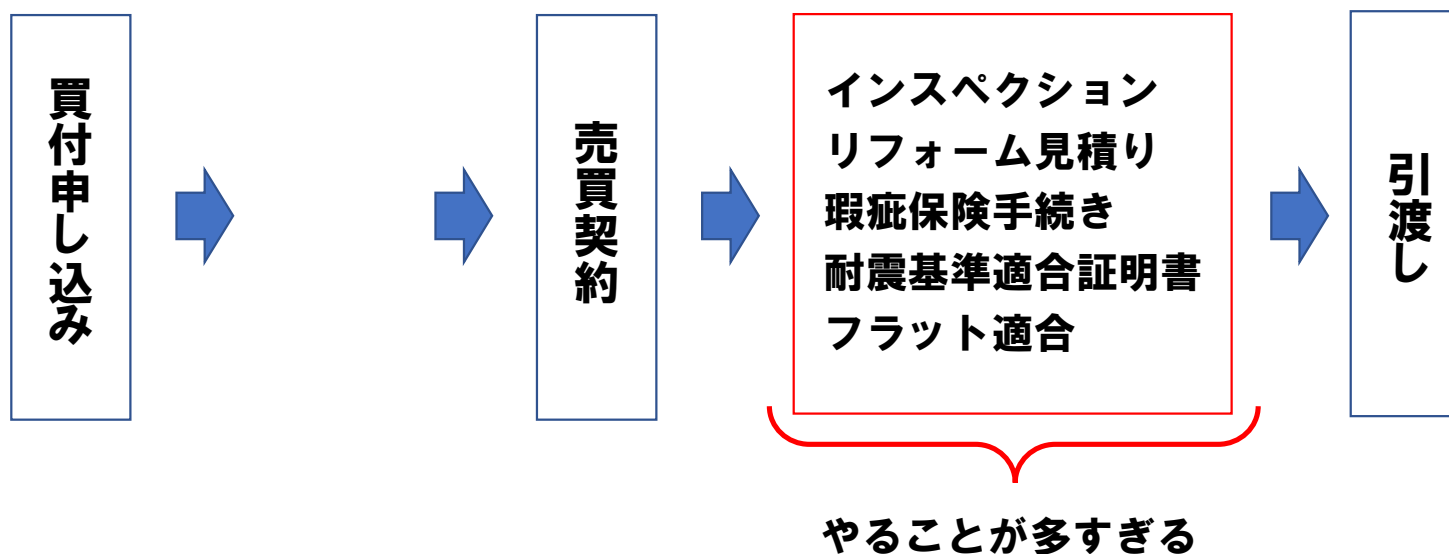 買付申し込み
売買契約
インスペクション
リフォーム見積り
瑕疵保険手続き
耐震基準適合証明書
フラット適合
引渡し
やることが多すぎる